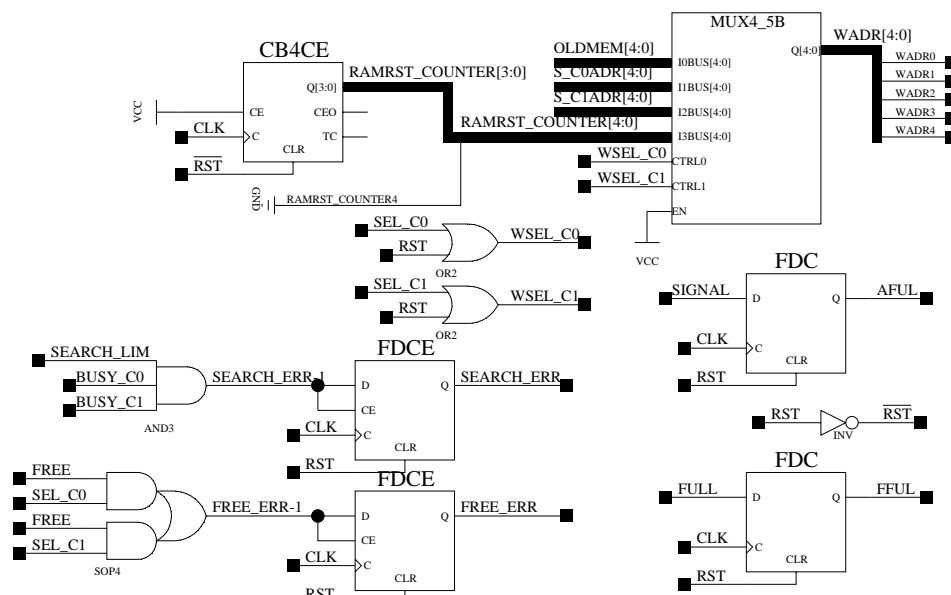 MUX4_5B
CB4CE
WADR[4:0]
Q[4:0]
OLDMEM[4:0]
I0BUS[4:0]
WADR0
RAMRST_COUNTER[3:0]
S_C0ADR[4:0]
I1BUS[4:0]
WADR1
Q[3:0]
S_C1ADR[4:0]
I2BUS[4:0]
WADR2
VCC
CE
CEO
WADR3
CLK
C
TC
RAMRST_COUNTER[4:0]
I3BUS[4:0]
WADR4
CLR
WSEL_C0
CTRL0
RST
WSEL_C1
CTRL1
GND
RAMRST_COUNTER4
EN
VCC
SEL_C0
RST
WSEL_C0
OR2
SEL_C1
RST
WSEL_C1
OR2
FDC
SIGNAL
D
Q
AFUL
CLK
C
CLR
RST
FDCE
SEARCH_LIM
BUSY_C0
BUSY_C1
AND3
SEARCH_ERR-1
D
Q
SEARCH_ERR
CE
CLK
C
CLR
RST
RST
INV
RST
FDCE
FREE
SEL_C0
FREE
SEL_C1
SOP4
FREE_ERR-1
D
Q
FREE_ERR
CE
CLK
C
CLR
RST
FDC
FULL
D
Q
FFUL
CLK
C
CLR
RST